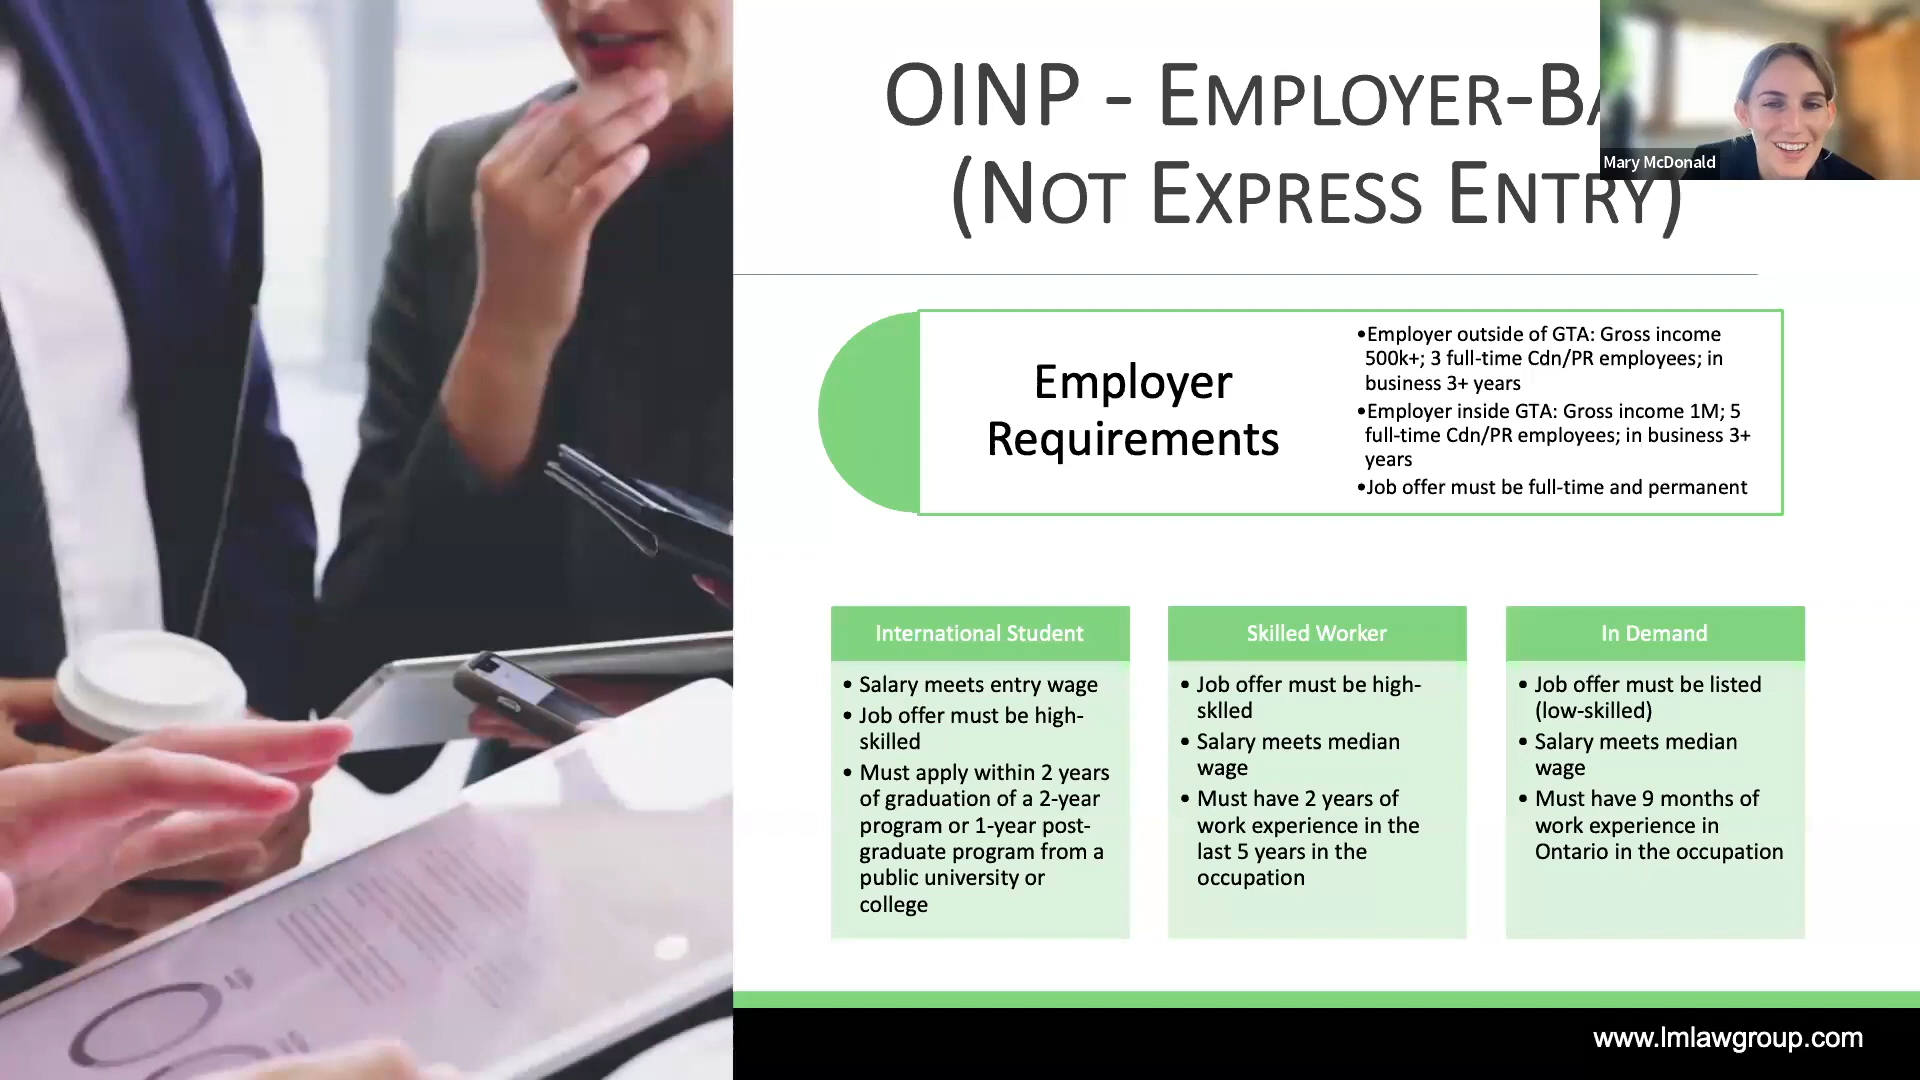 OINP - EMPLOYER-BA
(NOT EXPRESS ENTRY)
Mary McDonald
Employer
Requirements
•Employer outside of GTA: Gross income
500k+; 3 full-time Cdn/PR employees; in
business 3+ years
•Employer inside GTA: Gross income 1M; 5
full-time Cdn/PR employees; in business 3+
years
•Job offer must be full-time and permanent
International Student
• Salary meets entry wage
• Job offer must be high-
skilled
• Must apply within 2 years
of graduation of a 2-year
program or 1-year post-
graduate program from a
public university or
college
Skilled Worker
• Job offer must be high-
sklled
• Salary meets median
wage
• Must have 2 years of
work experience in the
last 5 years in the
occupation
In Demand
• Job offer must be listed
(low-skilled)
• Salary meets median
wage
• Must have 9 months of
work experience in
Ontario in the occupation
www.lmlawgroup.com